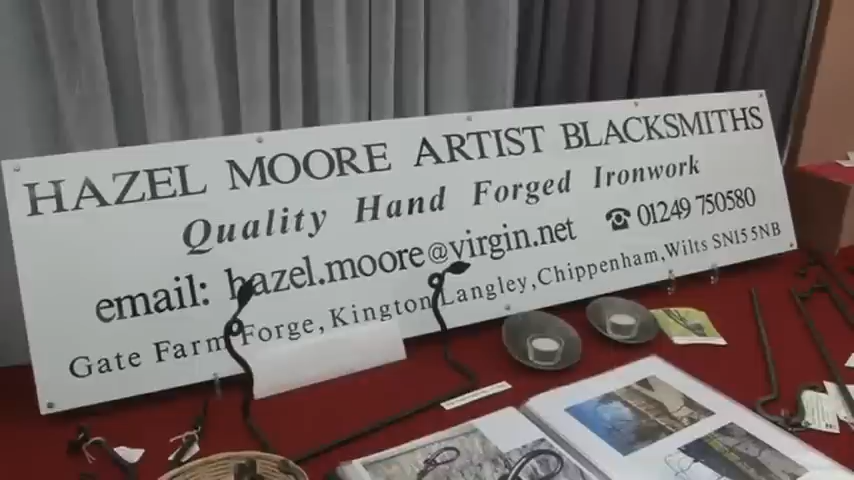 HAZEL MOORE ARTIST BLACKSMITHS
Quality Hand Forged Ironwork
email: hazel.moore@virgin.net ☎ 01249 750580
Gate Farm Forge, Kington Langley, Chippenham, Wilts SN15 5NB